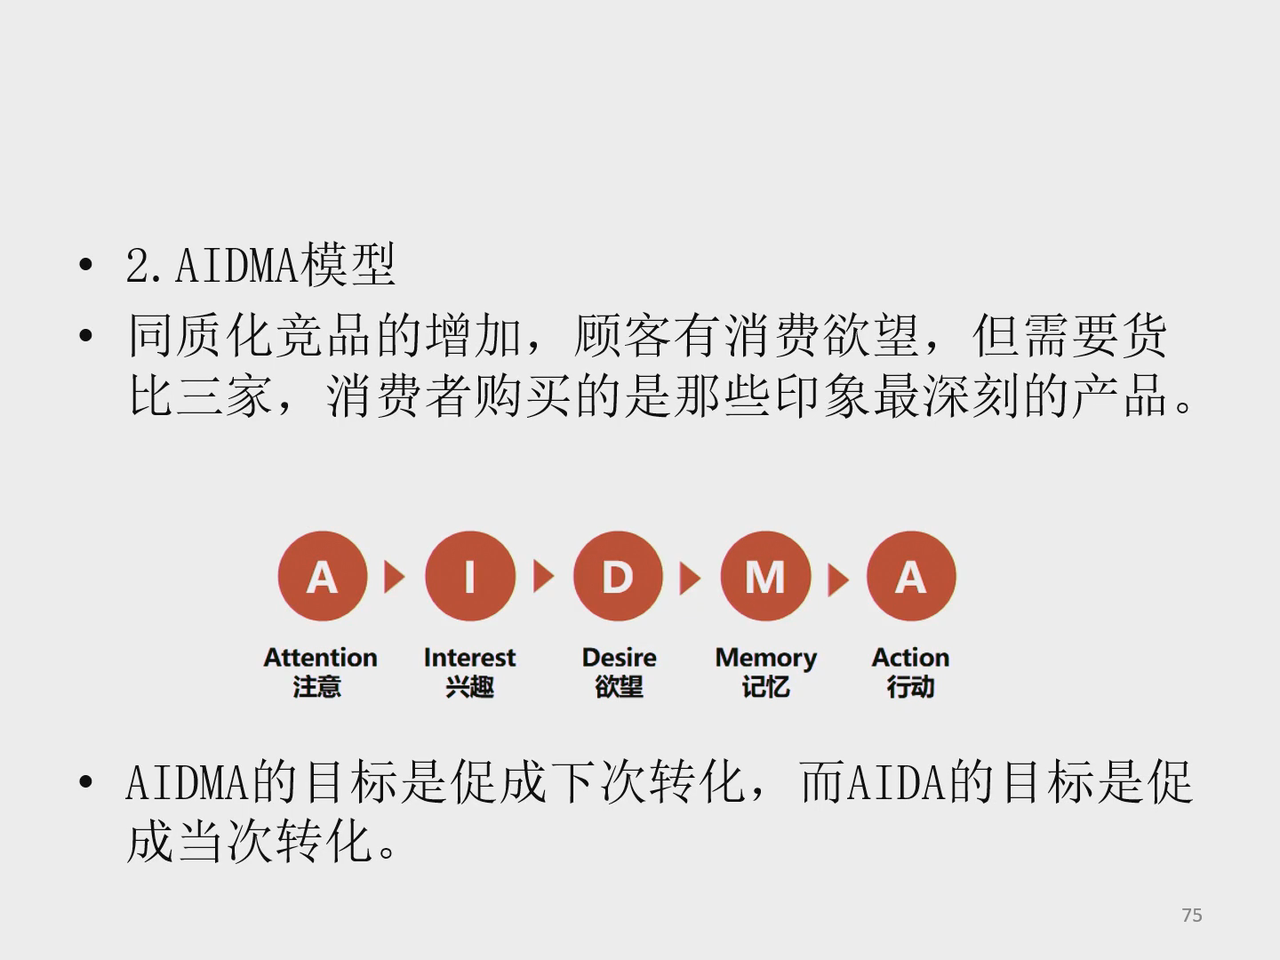 • 2.AIDMA模型
• 同质化竞品的增加，顾客有消费欲望，但需要货
比三家，消费者购买的是那些印象最深刻的产品。
A I D M A
Attention Interest Desire Memory Action
注意 兴趣 欲望 记忆 行动
• AIDMA的目标是促成下次转化，而AIDA的目标是促
成当次转化。
75